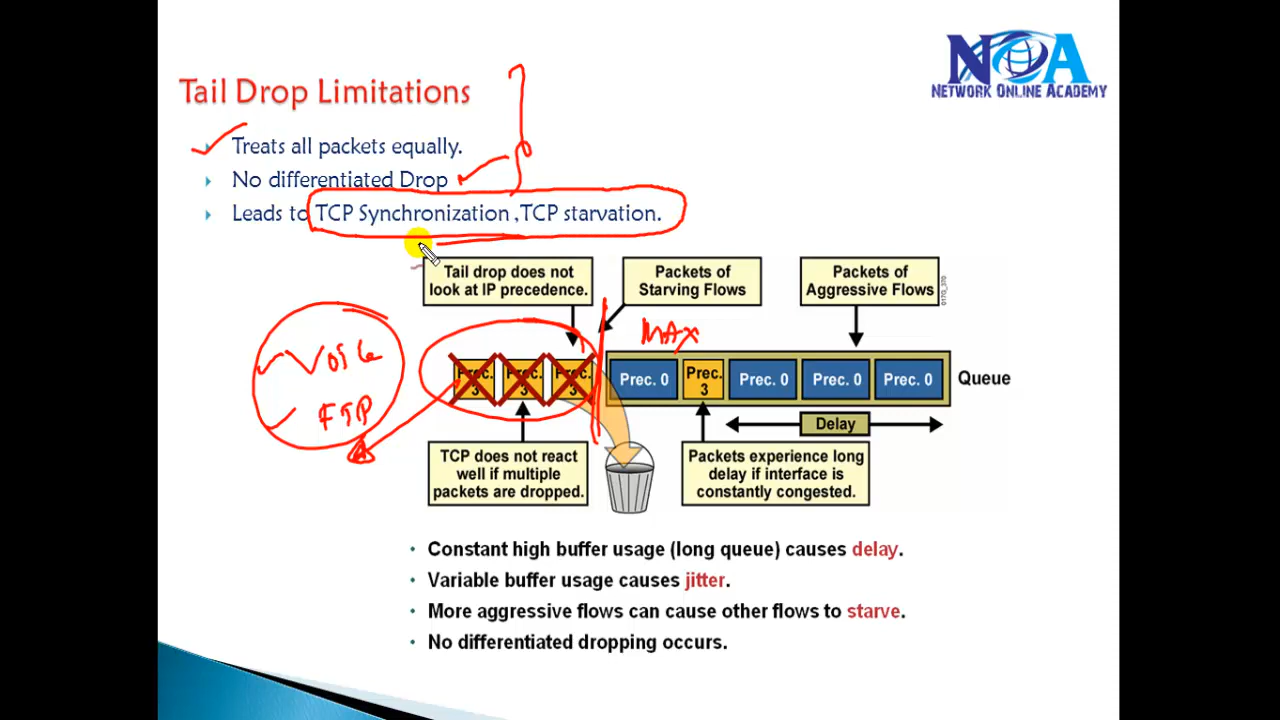 NOA
NETWORK ONLINE ACADEMY
Tail Drop Limitations
Treats all packets equally.
No differentiated Drop
Leads to TCP Synchronization ,TCP starvation.
Tail drop does not
look at IP precedence.
Packets of
Starving Flows
Packets of
Aggressive Flows
MAX
Voice
FTP
Prec.
3
Prec.
3
Prec.
3
Prec. 0
Prec.
3
Prec. 0
Prec. 0
Prec. 0
Queue
Delay
TCP does not react
well if multiple
packets are dropped.
Packets experience long
delay if interface is
constantly congested.
Constant high buffer usage (long queue) causes delay.
Variable buffer usage causes jitter.
More aggressive flows can cause other flows to starve.
No differentiated dropping occurs.